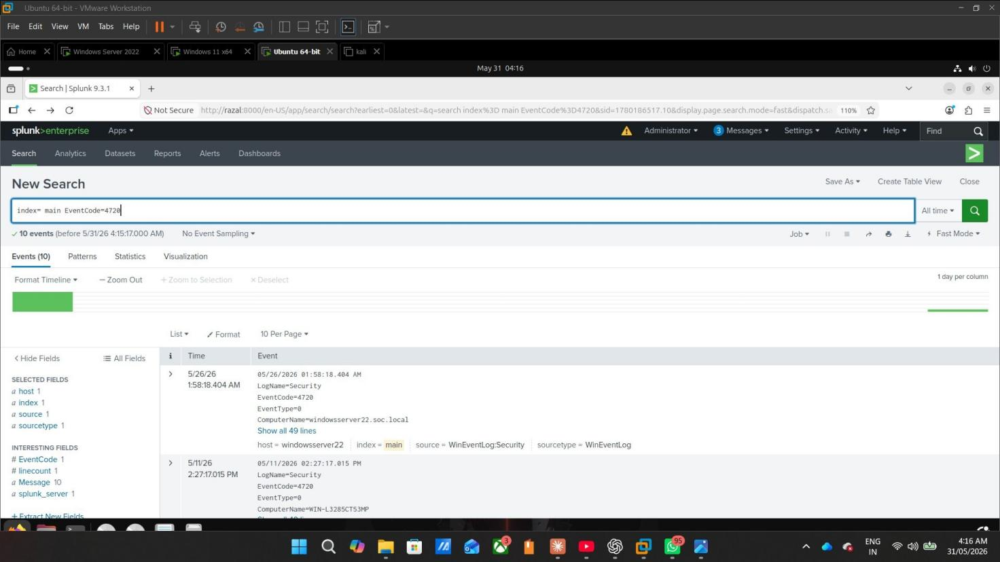 Ubuntu 64-bit - VMware Workstation
File Edit View VM Tabs Help
Home Windows Server 2022 Windows 11 x64 Ubuntu 64-bit kali
May 31 04:16
Search | Splunk 9.3.1
Not Secure http://razal:8000/en-US/app/search/search?earliest=0&latest=&q=search index%3D main EventCode%3D4720&sid=1780186517.10&display.page.search.mode=fast&dispatch.sa 110%
splunk>enterprise Apps Administrator 3 Messages Settings Activity Help Find
Search Analytics Datasets Reports Alerts Dashboards
New Search Save As Create Table View Close
index= main EventCode=4720 All time
10 events (before 5/31/26 4:15:17.000 AM) No Event Sampling Job Fast Mode
Events (10) Patterns Statistics Visualization
Format Timeline — Zoom Out + Zoom to Selection × Deselect 1 day per column
List Format 10 Per Page
< Hide Fields All Fields i Time Event
SELECTED FIELDS
a host 1
a index 1
a source 1
a sourcetype 1
INTERESTING FIELDS
# EventCode 1
# linecount 1
a Message 10
a splunk_server 1
+ Extract New Fields
5/26/26
1:58:18.404 AM
05/26/2026 01:58:18.404 AM
LogName=Security
EventCode=4720
EventType=0
ComputerName=windowsserver22.soc.local
Show all 49 lines
host = windowsserver22 index = main source = WinEventLog:Security sourcetype = WinEventLog
5/11/26
2:27:17.015 PM
05/11/2026 02:27:17.015 PM
LogName=Security
EventCode=4720
EventType=0
ComputerName=WIN-L3285CT53MP
3
95
ENG
IN
4:16 AM
31/05/2026